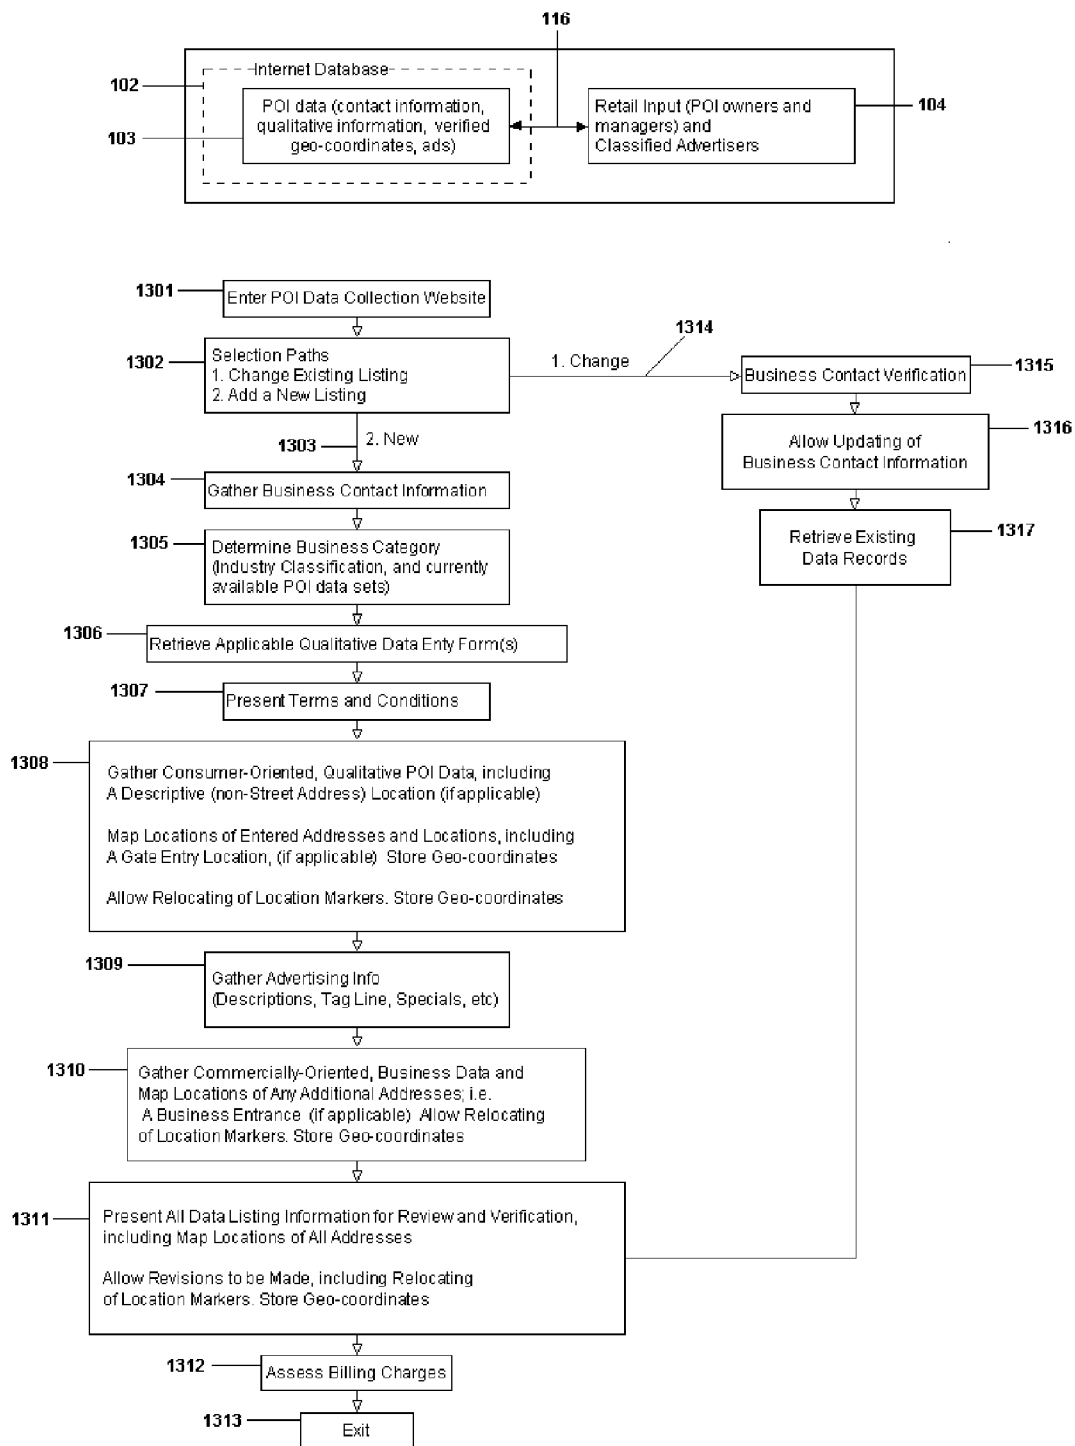 116
Internet Database
102
POI data (contact information,
qualitative information, verified
geo-coordinates, ads)
103
Retail Input (POI owners and
managers) and
Classified Advertisers
104
1301
Enter POI Data Collection Website
1302
Selection Paths
1. Change Existing Listing
2. Add a New Listing
1. Change
1314
Business Contact Verification
1315
1303
2. New
Allow Updating of
Business Contact Information
1316
1304
Gather Business Contact Information
1305
Determine Business Category
(Industry Classification, and currently
available POI data sets)
Retrieve Existing
Data Records
1317
1306
Retrieve Applicable Qualitative Data Enty Form(s)
1307
Present Terms and Conditions
1308
Gather Consumer-Oriented, Qualitative POI Data, including
A Descriptive (non-Street Address) Location (if applicable)
Map Locations of Entered Addresses and Locations, including
A Gate Entry Location, (if applicable) Store Geo-coordinates
Allow Relocating of Location Markers. Store Geo-coordinates
1309
Gather Advertising Info
(Descriptions, Tag Line, Specials, etc)
1310
Gather Commercially-Oriented, Business Data and
Map Locations of Any Additional Addresses; i.e.
A Business Entrance (if applicable) Allow Relocating
of Location Markers. Store Geo-coordinates
1311
Present All Data Listing Information for Review and Verification,
including Map Locations of All Addresses
Allow Revisions to be Made, including Relocating
of Location Markers. Store Geo-coordinates
1312
Assess Billing Charges
1313
Exit